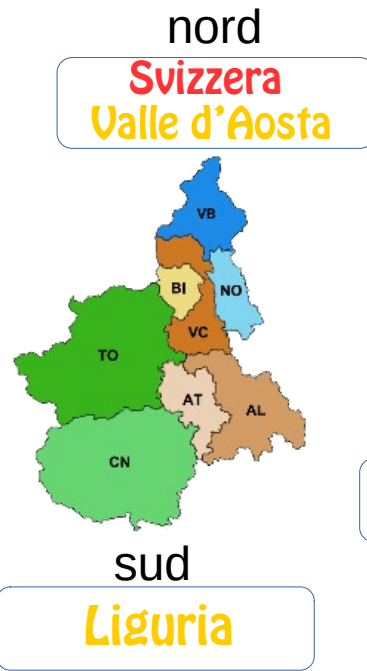 nord
Svizzera
Valle d'Aosta
VB
BI
NO
VC
TO
AT
AL
CN
sud
Liguria